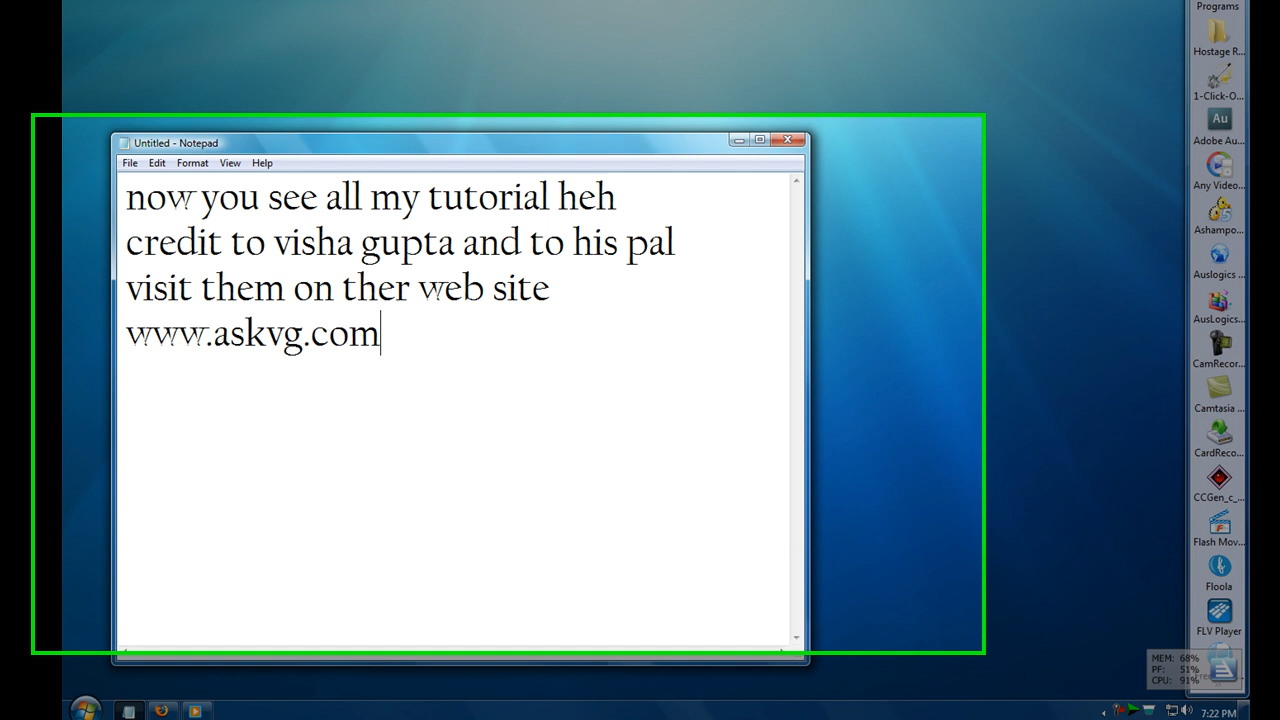 Programs
Hostage R...
1-Click-O...
Adobe Au...
Any Video...
Ashampo...
Auslogics ...
AusLogics...
CamRecor...
Camtasia ...
CardReco...
CCGen_c_...
Flash Mov...
Floola
FLV Player
Untitled - Notepad
File Edit Format View Help
now you see all my tutorial heh
credit to visha gupta and to his pal
visit them on ther web site
www.askvg.com
MEM: 68%
PF: 51%
CPU: 91%
7:22 PM